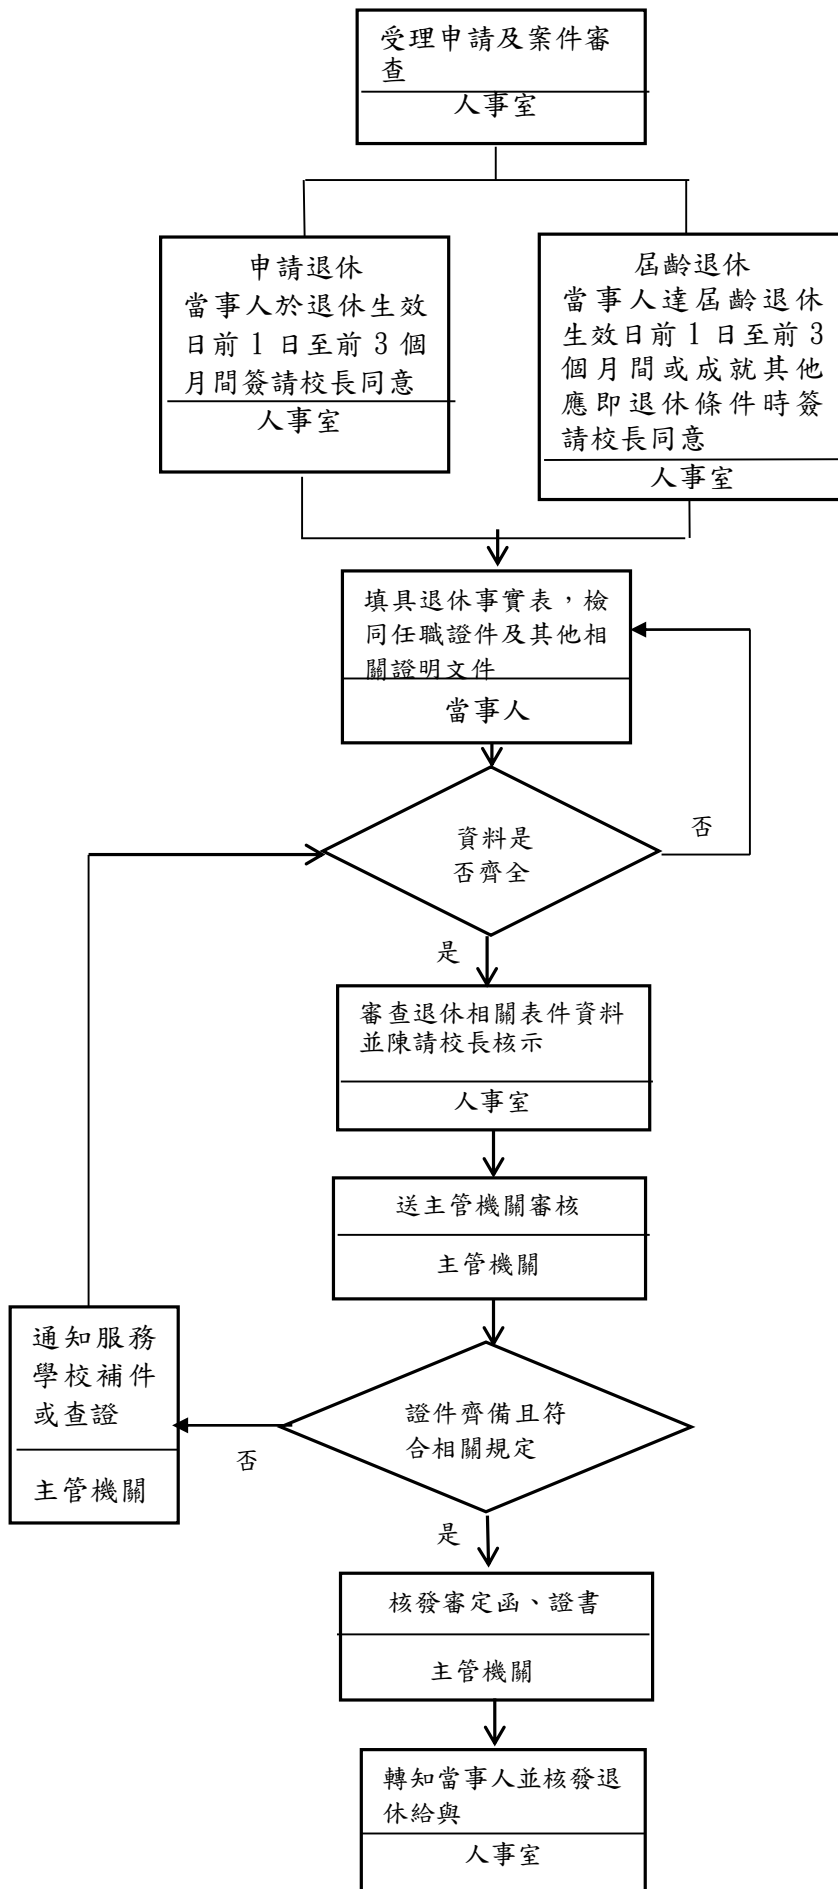 受理申請及案件審
查
人事室
申請退休
當事人於退休生效
日前 1 日至前 3 個
月間簽請校長同意
人事室
屆齡退休
當事人達屆齡退休
生效日前 1 日至前 3
個月間或成就其他
應即退休條件時簽
請校長同意
人事室
填具退休事實表，檢
同任職證件及其他相
關證明文件
當事人
資料是
否齊全
否
是
審查退休相關表件資料
並陳請校長核示
人事室
送主管機關審核
主管機關
證件齊備且符
合相關規定
否
通知服務
學校補件
或查證
主管機關
是
核發審定函、證書
主管機關
轉知當事人並核發退
休給與
人事室